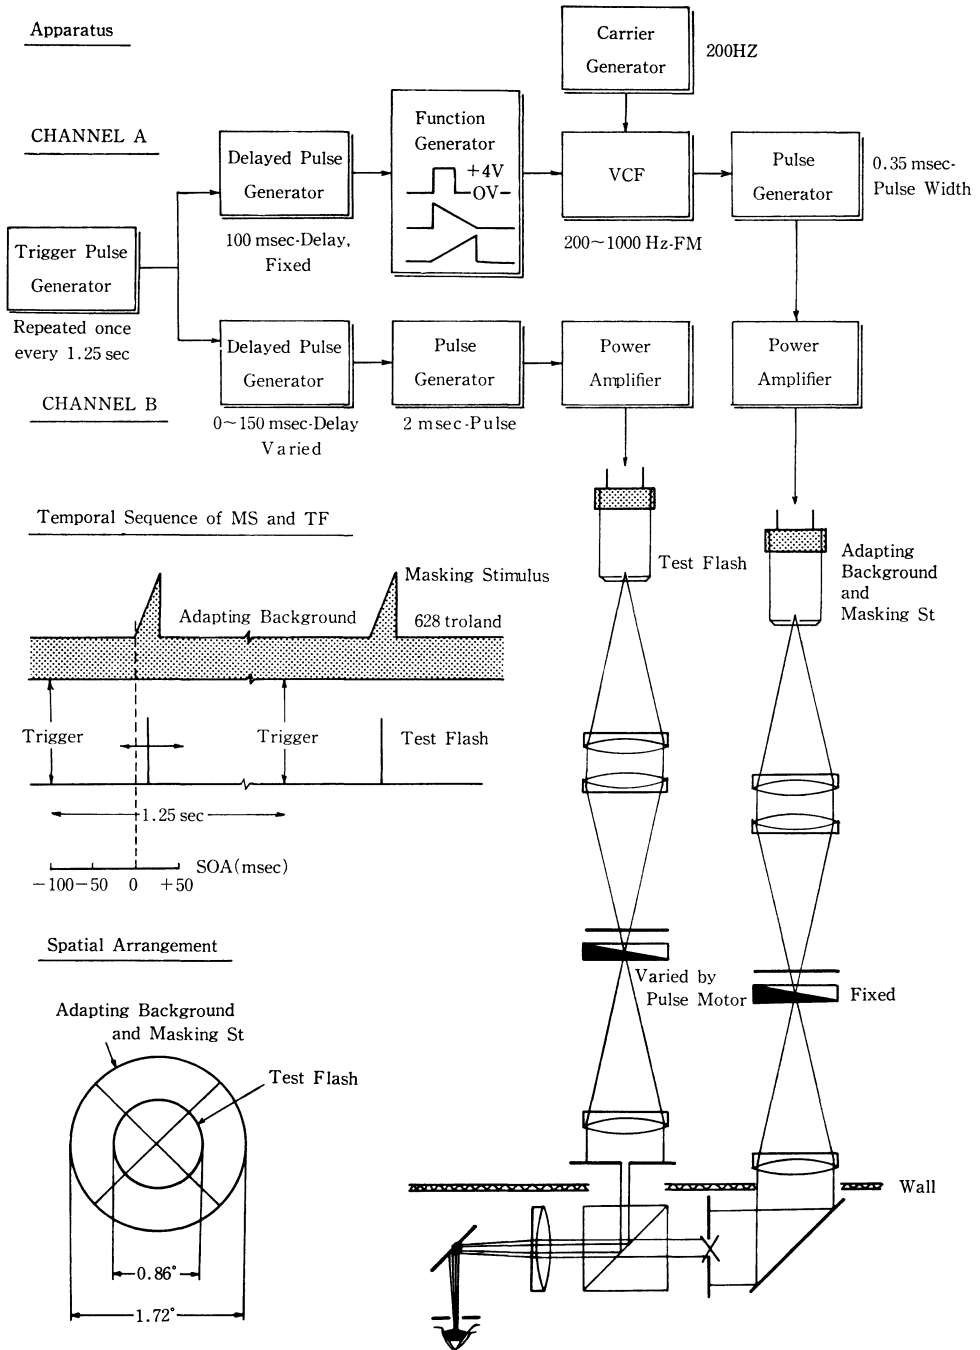 Apparatus
Carrier
Generator
200HZ
CHANNEL A
Delayed Pulse
Generator
100 msec-Delay,
Fixed
Function
Generator
+4V
OV
VCF
200~1000 Hz-FM
Pulse
Generator
0.35 msec-
Pulse Width
Trigger Pulse
Generator
Repeated once
every 1.25 sec
CHANNEL B
Delayed Pulse
Generator
0~150 msec-Delay
Varied
Pulse
Generator
2 msec-Pulse
Power
Amplifier
Power
Amplifier
Temporal Sequence of MS and TF
Masking Stimulus
Adapting Background
628 troland
Trigger
Trigger
Test Flash
1.25 sec
SOA(msec)
-100-50 0 +50
Test Flash
Adapting
Background
and
Masking St
Varied by
Pulse Motor
Fixed
Wall
Spatial Arrangement
Adapting Background
and Masking St
Test Flash
0.86°
1.72°